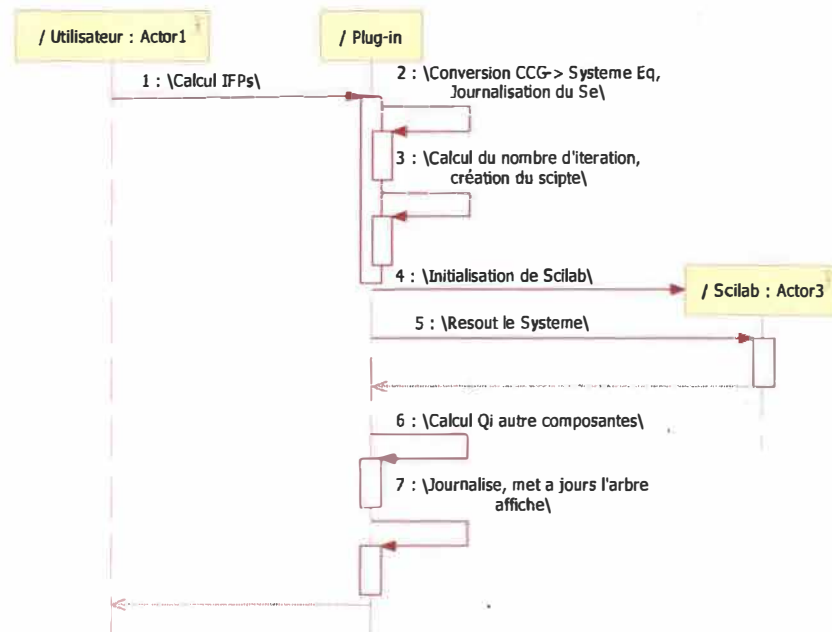 / Utilisateur : Actor1
/ Plug-in
1 : \Calcul IFPs\
2 : \Conversion CCG-> Systeme Eq,
Journalisation du Se\
3 : \Calcul du nombre d'iteration,
création du scipte\
4 : \Initialisation de Scilab\
/ Scilab : Actor3
5 : \Resout le Systeme\
6 : \Calcul Qi autre composantes\
7 : \Journalise, met a jours l'arbre
affiche\